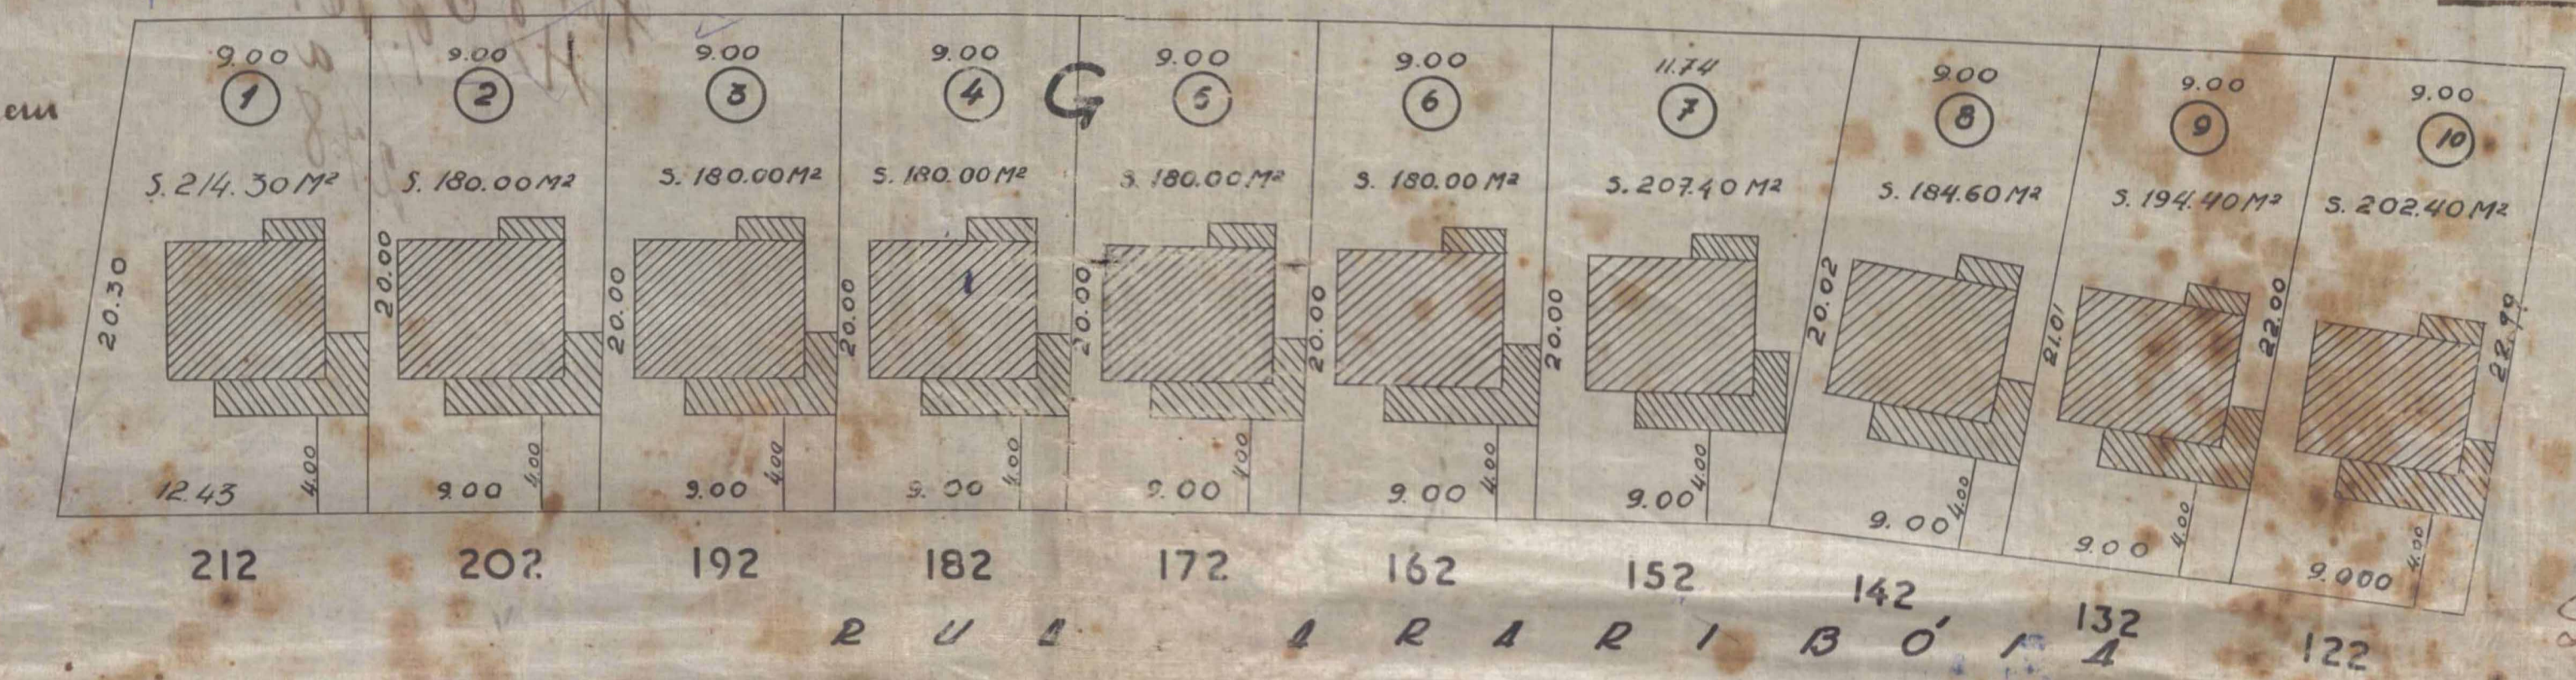 9.00 9.00 9.00 9.00 9.00 9.00 11.74 9.00 9.00 9.00
1 2 3 4 G 5 6 7 8 9 10
em
S. 214.30 M² S. 180.00 M² S. 180.00 M² S. 180.00 M² S. 180.00 M² S. 180.00 M² S. 207.40 M² S. 184.60 M² S. 194.40 M² S. 202.40 M²
20.30 20.00 20.00 20.00 20.00 20.00 20.00 20.02 21.01 22.00 22.99
4.00 4.00 4.00 4.00 4.00 4.00 4.00 4.00 4.00 4.00
12.43 9.00 9.00 9.00 9.00 9.00 9.00 9.00 9.00 9.000
212 202 192 182 172 162 152 142 132 122
RUA ARARIBÓIA